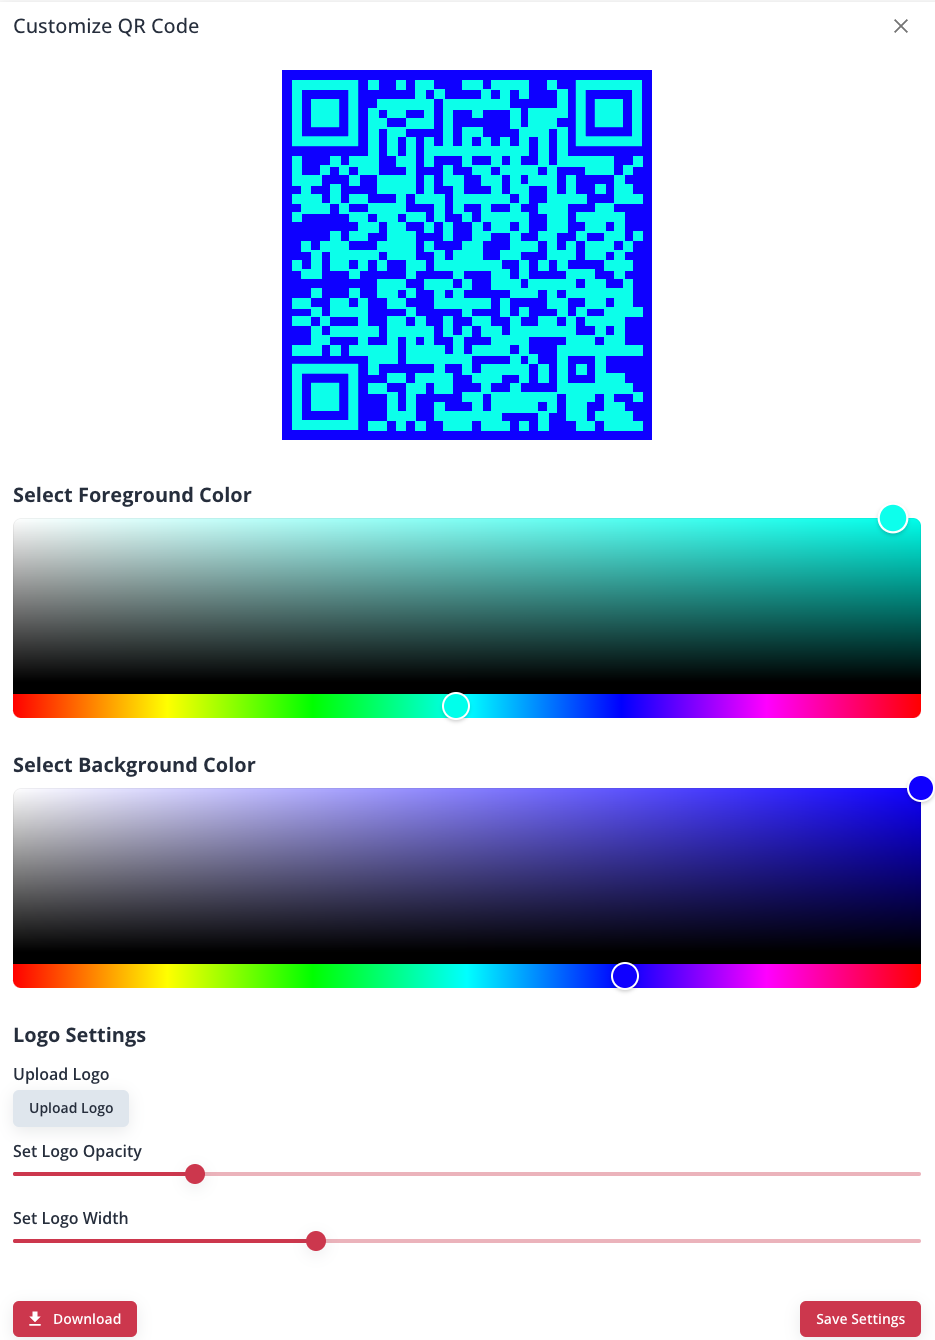 Customize QR Code
Select Foreground Color
Select Background Color
Logo Settings
Upload Logo
Upload Logo
Set Logo Opacity
Set Logo Width
Download
Save Settings